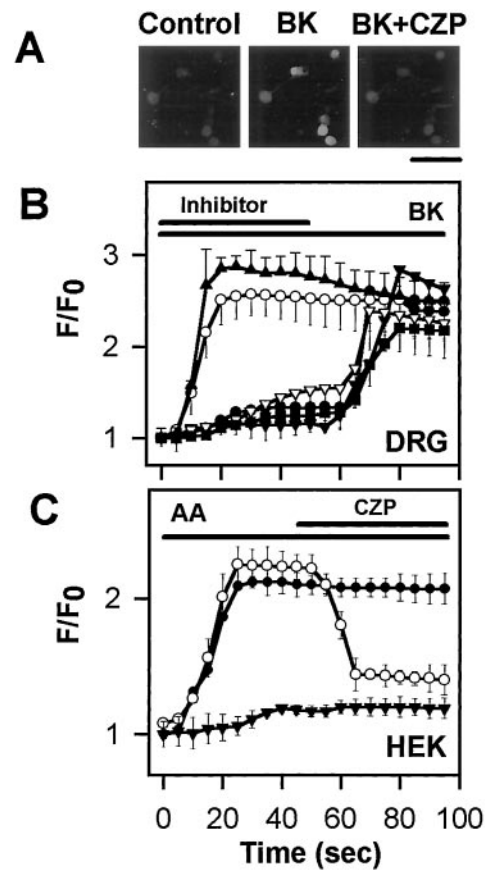 A
Control BK BK+CZP
B
Inhibitor
BK
3
2
1
F/F0
DRG
C
AA
CZP
2
1
F/F0
HEK
0 20 40 60 80 100
Time (sec)